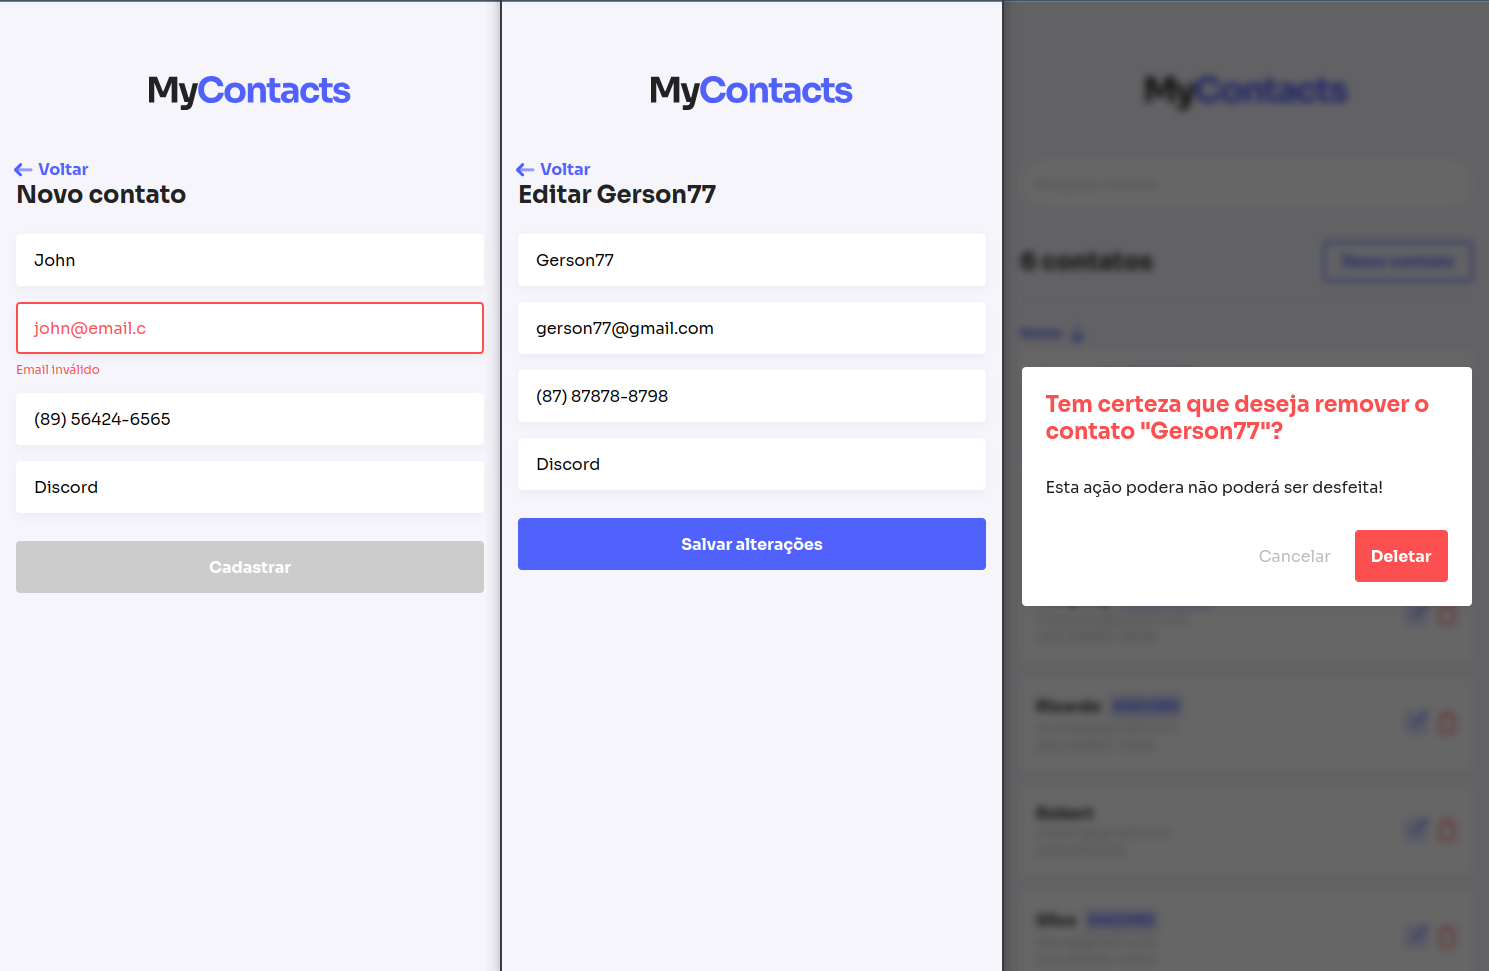 MyContacts
Voltar
Novo contato
John
john@email.c
Email inválido
(89) 56424-6565
Discord
Cadastrar
MyContacts
Voltar
Editar Gerson77
Gerson77
gerson77@gmail.com
(87) 87878-8798
Discord
Salvar alterações
MyContacts
6 contatos
Novo contato
Nome
Tem certeza que deseja remover o
contato "Gerson77"?
Esta ação podera não poderá ser desfeita!
Cancelar
Deletar
Ricardo
Robert
Silva